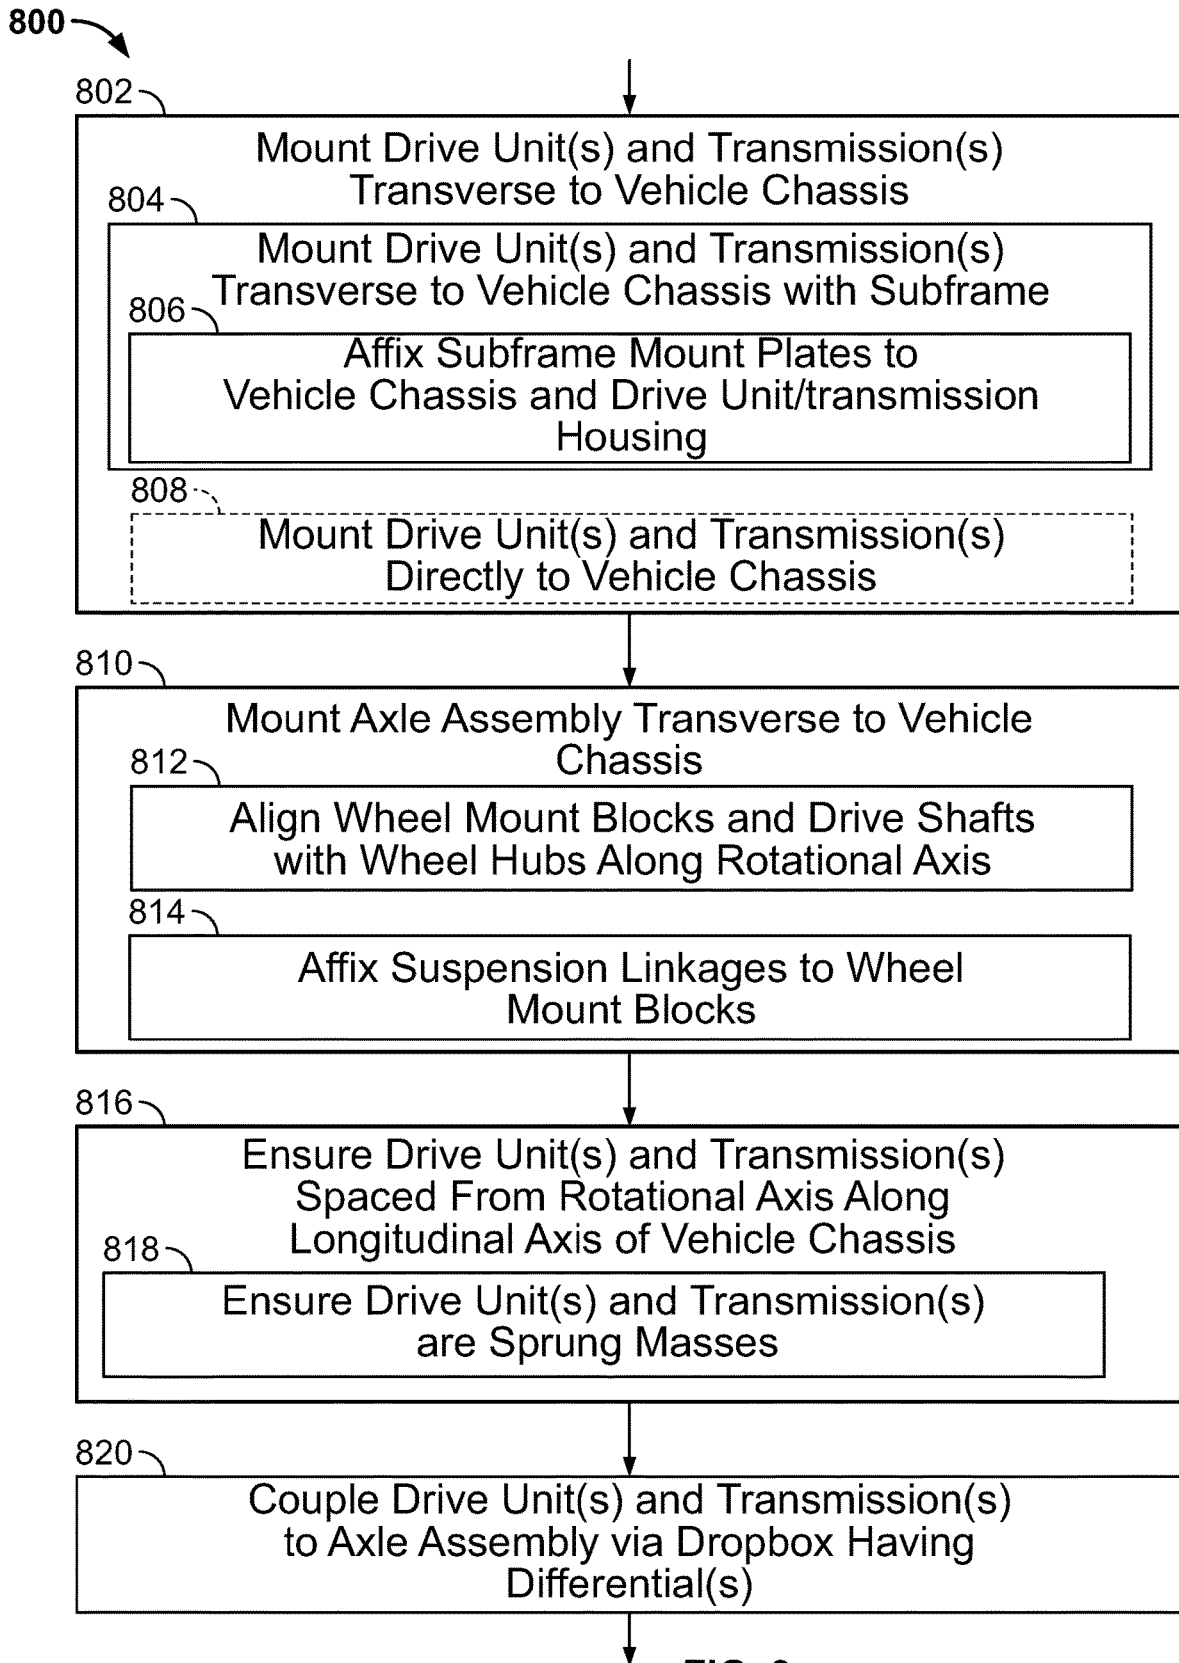 800
802
Mount Drive Unit(s) and Transmission(s)
Transverse to Vehicle Chassis
804
Mount Drive Unit(s) and Transmission(s)
Transverse to Vehicle Chassis with Subframe
806
Affix Subframe Mount Plates to
Vehicle Chassis and Drive Unit/transmission
Housing
808
Mount Drive Unit(s) and Transmission(s)
Directly to Vehicle Chassis
810
Mount Axle Assembly Transverse to Vehicle
Chassis
812
Align Wheel Mount Blocks and Drive Shafts
with Wheel Hubs Along Rotational Axis
814
Affix Suspension Linkages to Wheel
Mount Blocks
816
Ensure Drive Unit(s) and Transmission(s)
Spaced From Rotational Axis Along
Longitudinal Axis of Vehicle Chassis
818
Ensure Drive Unit(s) and Transmission(s)
are Sprung Masses
820
Couple Drive Unit(s) and Transmission(s)
to Axle Assembly via Dropbox Having
Differential(s)